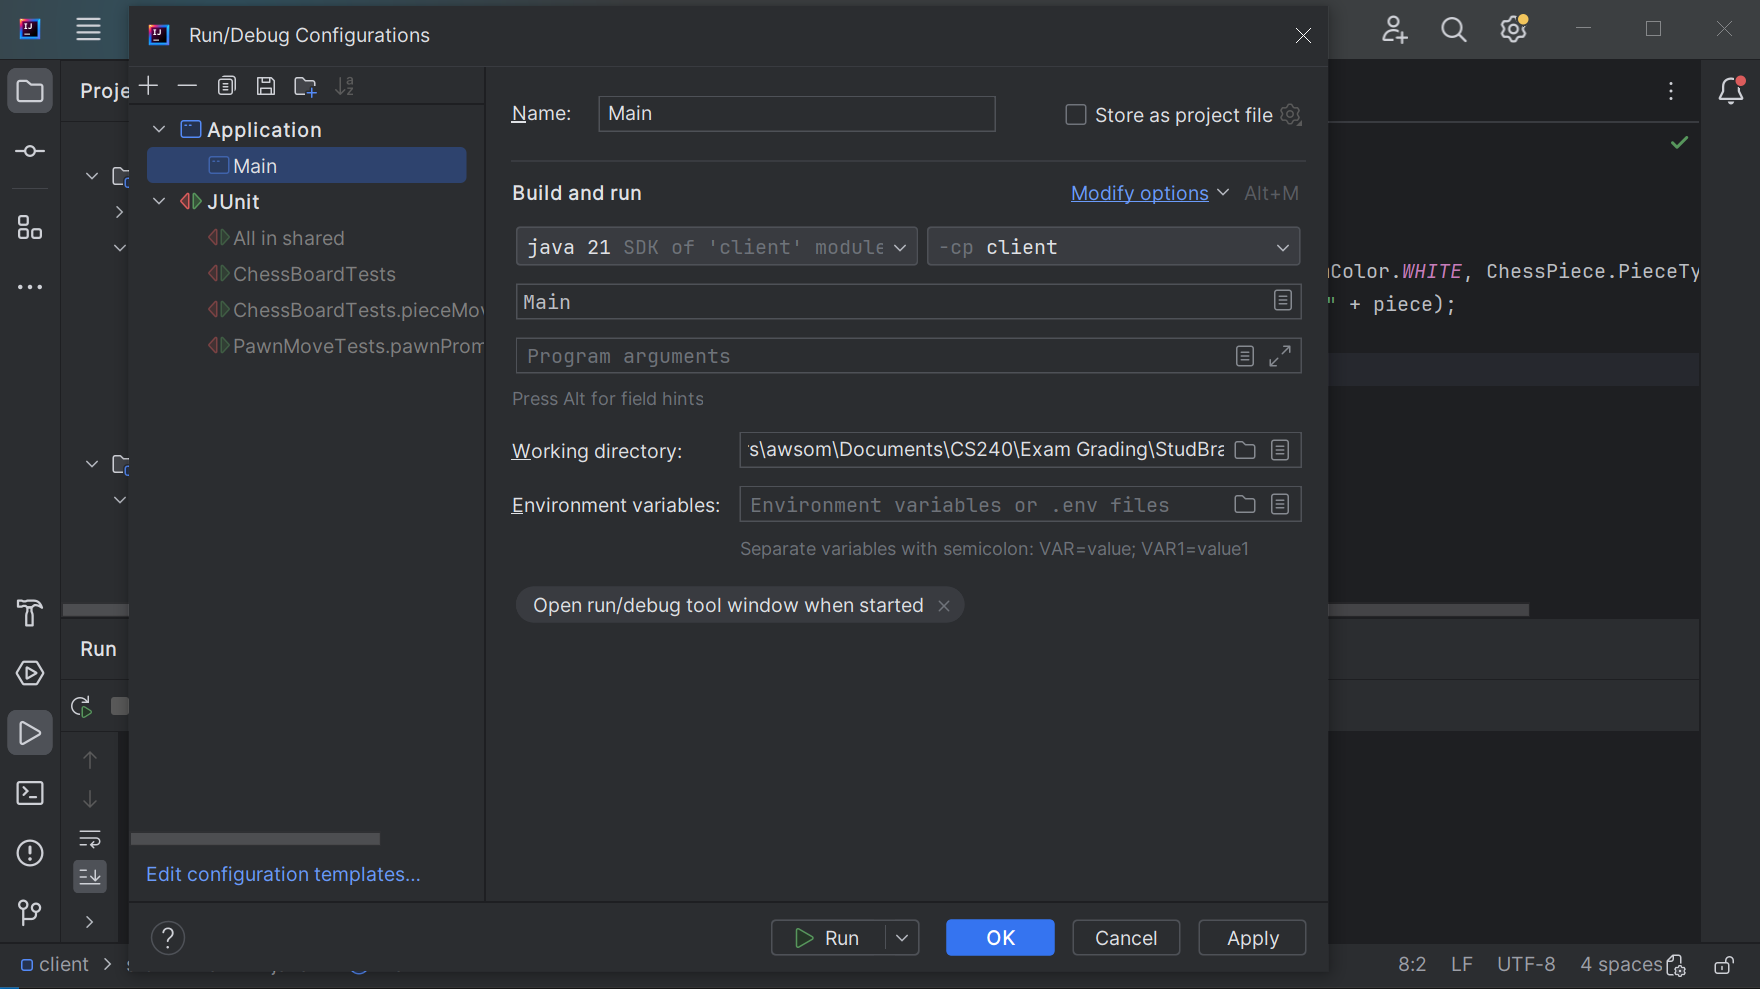 Run/Debug Configurations
Proje
Application
Main
JUnit
All in shared
ChessBoardTests
ChessBoardTests.pieceMov
PawnMoveTests.pawnProm
Edit configuration templates...
Name:
Main
Store as project file
Build and run
Modify options
Alt+M
java 21 SDK of 'client' module
-cp client
Main
Program arguments
Press Alt for field hints
Working directory:
s\awsom\Documents\CS240\Exam Grading\StudBra
Environment variables:
Environment variables or .env files
Separate variables with semicolon: VAR=value; VAR1=value1
Open run/debug tool window when started
Color.WHITE, ChessPiece.PieceTy
" + piece);
Run
?
Run
OK
Cancel
Apply
client
8:2
LF
UTF-8
4 spaces